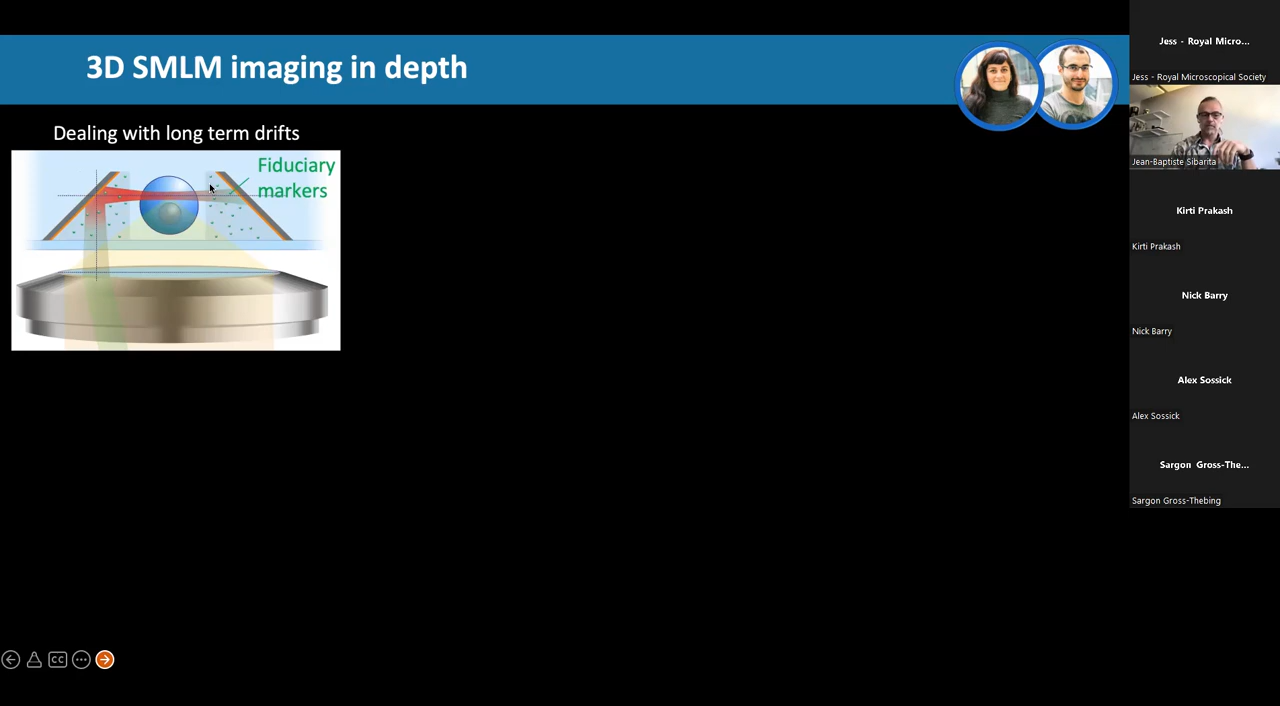 3D SMLM imaging in depth
Dealing with long term drifts
Fiduciary
markers
CC
Jess - Royal Micro...
Jess - Royal Microscopical Society
Jean-Baptiste Sibarita
Kirti Prakash
Kirti Prakash
Nick Barry
Nick Barry
Alex Sossick
Alex Sossick
Sargon Gross-The...
Sargon Gross-Thebing